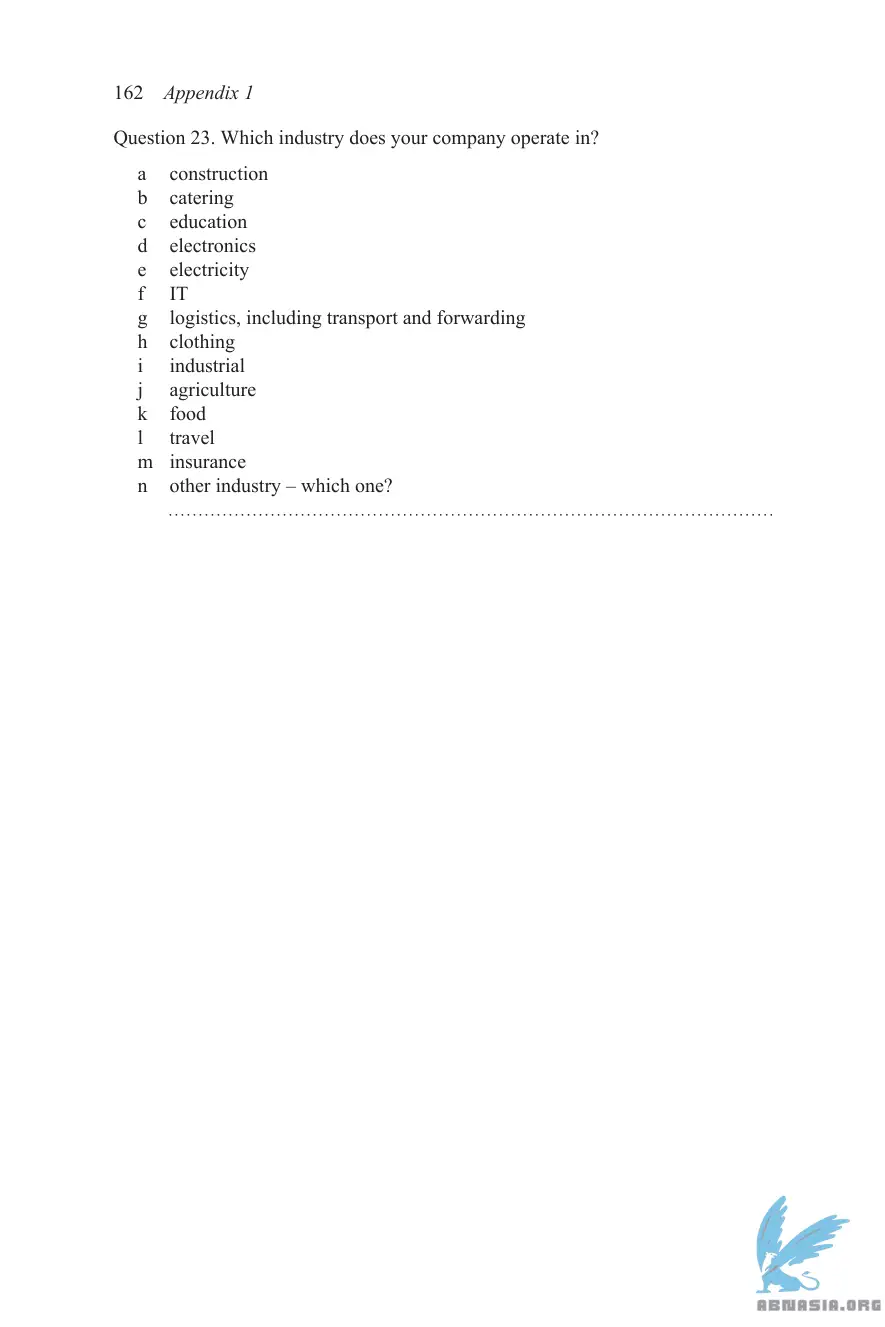 162 Appendix 1
Question 23. Which industry does your company operate in?
a construction
b catering
c education
d electronics
e electricity
f IT
g logistics, including transport and forwarding
h clothing
i industrial
j agriculture
k food
l travel
m insurance
n other industry – which one?
.....................................................................................................
ABNASIA.ORG